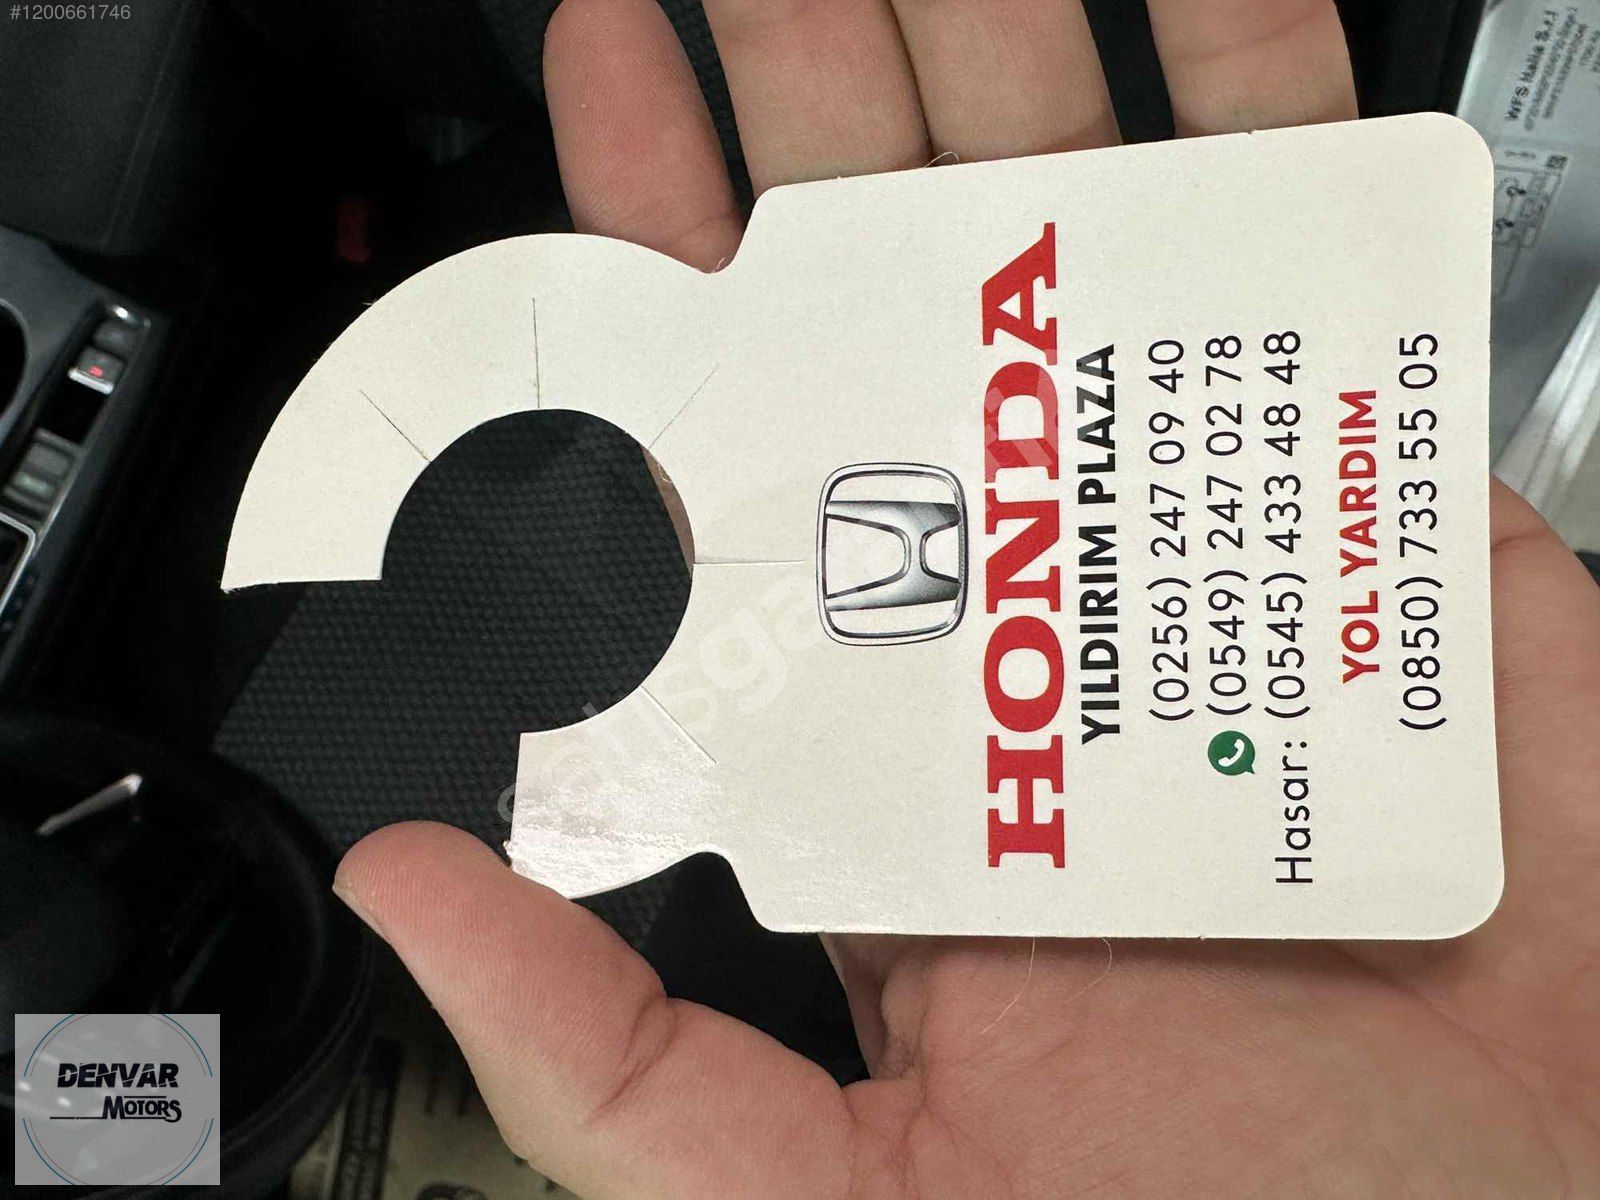 #1200661746
HONDA
YILDIRIM PLAZA
(0256) 247 09 40
(0549) 247 02 78
Hasar: (0545) 433 48 48
YOL YARDIM
(0850) 733 55 05
DENVAR
MOTORS